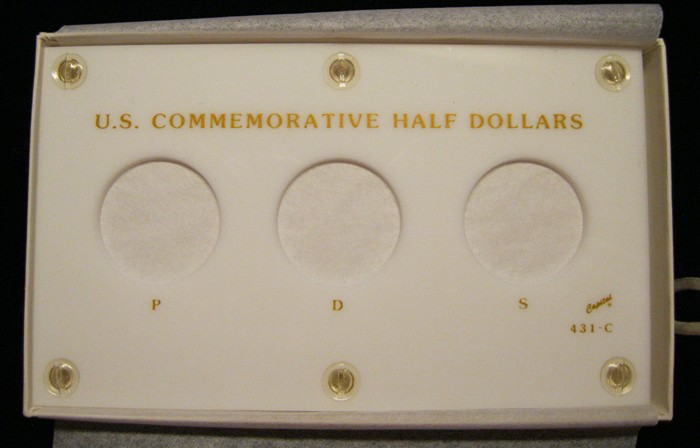 U.S. COMMEMORATIVE HALF DOLLARS
P D S
Capital
431-C